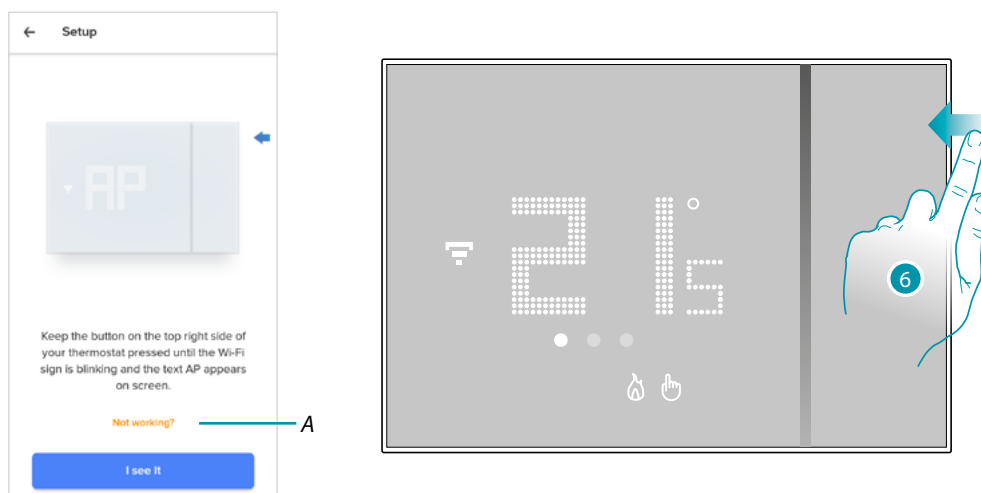 Setup
AP
Keep the button on the top right side of
your thermostat pressed until the Wi-Fi
sign is blinking and the text AP appears
on screen.
Not working?
A
I see It
21°5
6